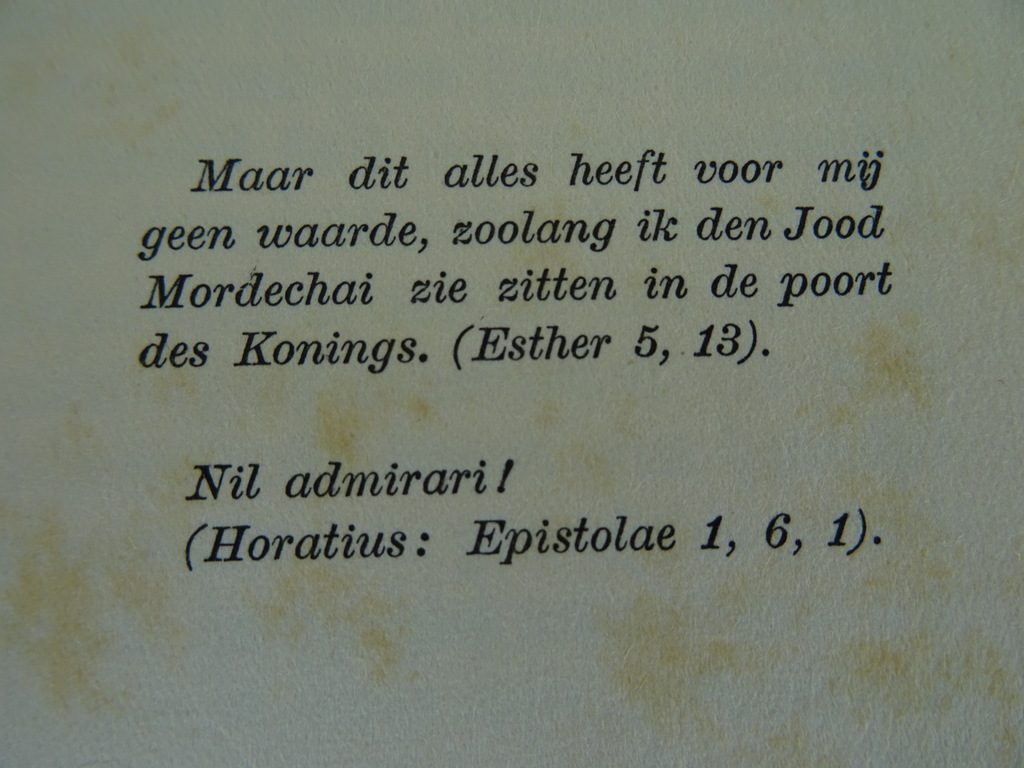 Maar dit alles heeft voor mij
geen waarde, zoolang ik den Jood
Mordechai zie zitten in de poort
des Konings. (Esther 5, 13).
Nil admirari!
(Horatius: Epistolae 1, 6, 1).